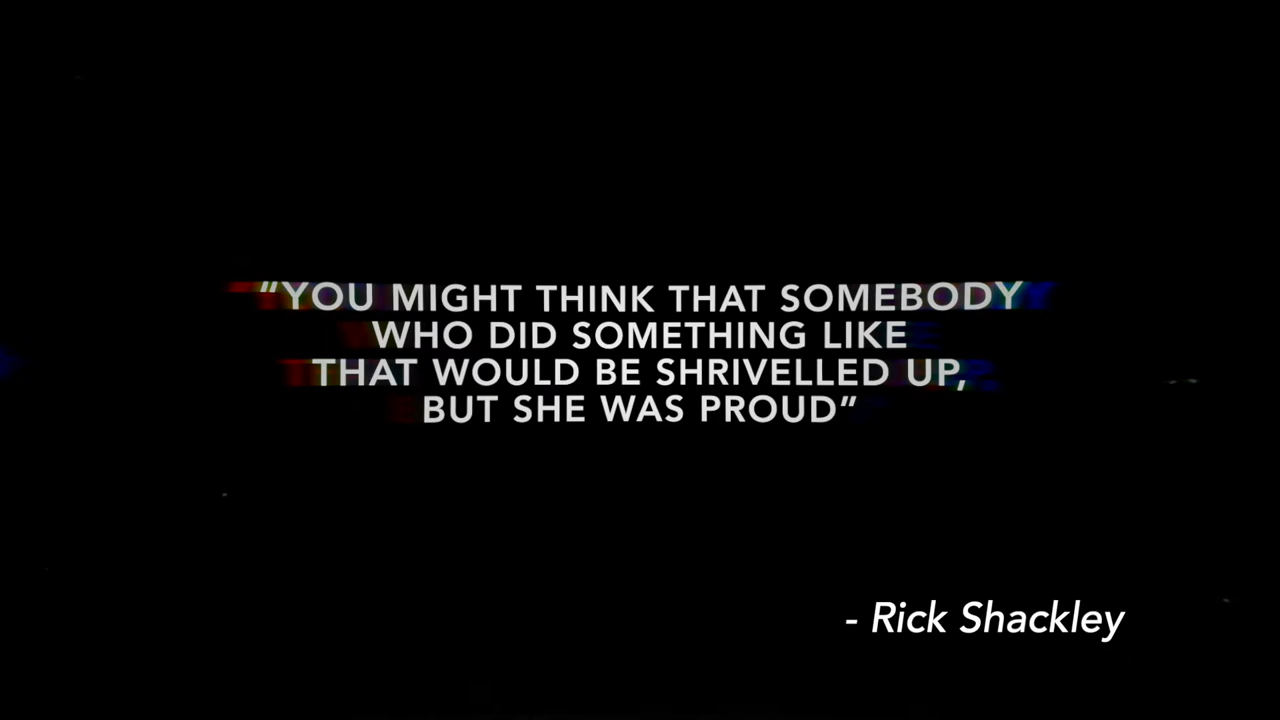 “YOU MIGHT THINK THAT SOMEBODY
WHO DID SOMETHING LIKE
THAT WOULD BE SHRIVELLED UP,
BUT SHE WAS PROUD”
- Rick Shackley